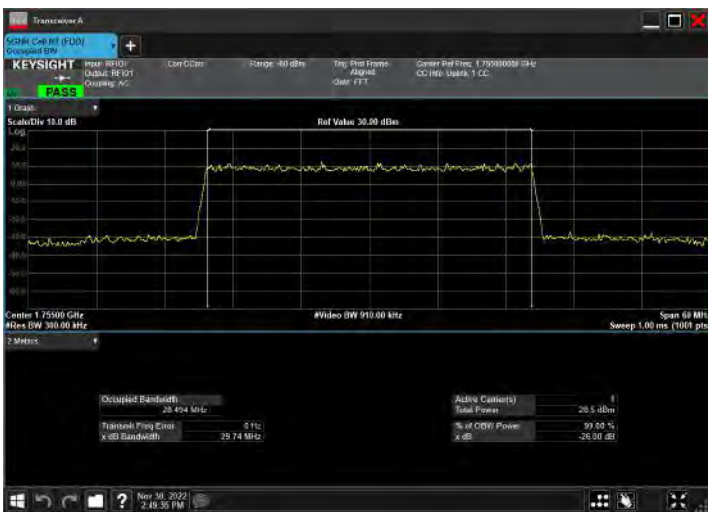 Transceiver A
5GNR Cell NT (FDD)
Occupied BW
+
KEYSIGHT
Input: RFIO1
Output: RFIO1
Coupling: AC
Corr CCorr
Trig: Prot Frame
Aligned
Gate: FFT
Center Ref Freq: 1.755000000 GHz
CC Info: Uplink, 1 CC
PASS
1 Graph
Scale/Div 10.0 dB
Ref Value 30.00 dBm
Log
20.0
0.00
Center 1.75500 GHz
#Video BW 910.00 kHz
Span 60 MH
#Res BW 300.00 kHz
Sweep 1.00 ms (1001 pts
2 Metrics
Occupied Bandwidth
28.494 MHz
Active Carrier(s)
Total Power
28.5 dBm
Transmit Freq Error
0 Hz
x dB Bandwidth
29.74 MHz
% of OBW Power
99.00 %
x dB
-26.00 dB
?
Nov 30, 2022
2:49:35 PM